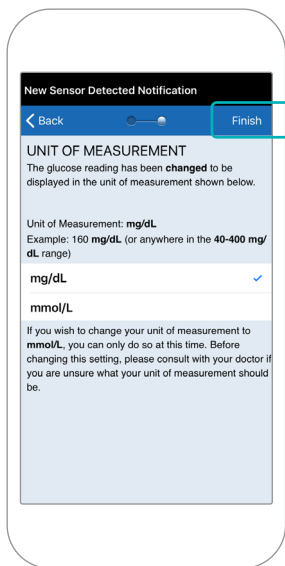 New Sensor Detected Notification
Back
Finish
UNIT OF MEASUREMENT
The glucose reading has been changed to be
displayed in the unit of measurement shown below.
Unit of Measurement: mg/dL
Example: 160 mg/dL (or anywhere in the 40-400 mg/
dL range)
mg/dL
mmol/L
If you wish to change your unit of measurement to
mmol/L, you can only do so at this time. Before
changing this setting, please consult with your doctor if
you are unsure what your unit of measurement should
be.